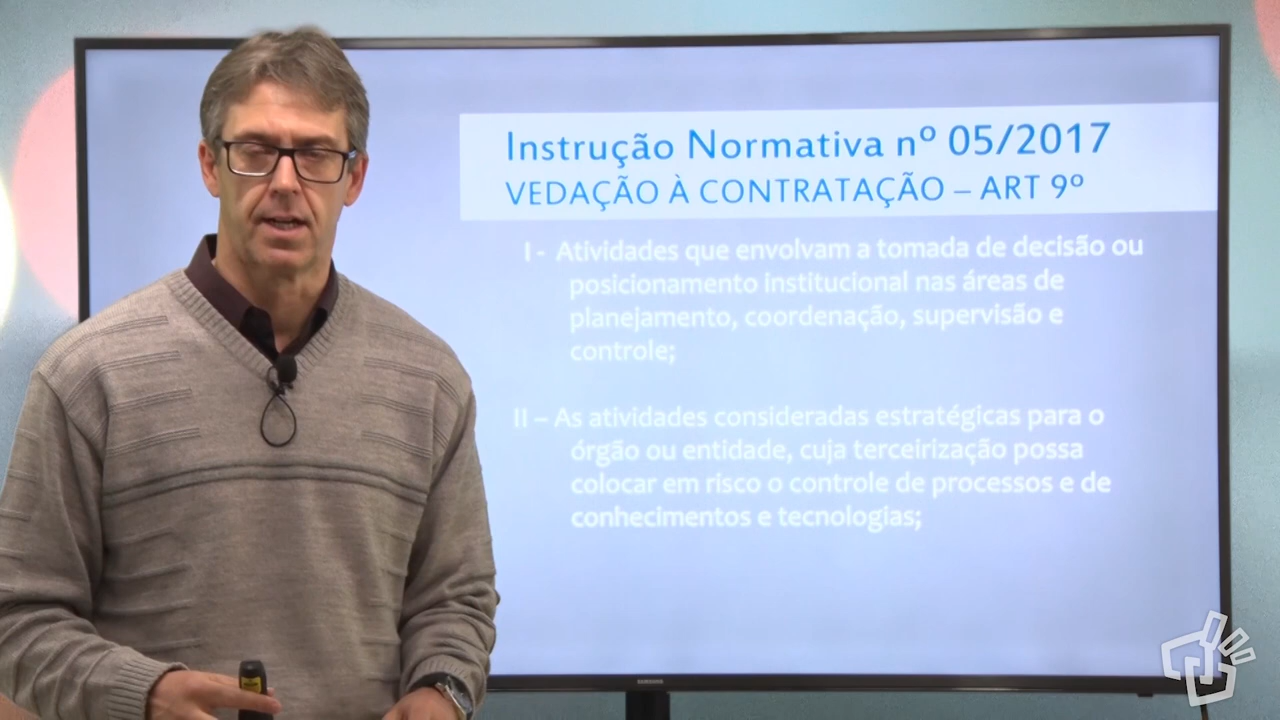 Instrução Normativa nº 05/2017
VEDAÇÃO À CONTRATAÇÃO – ART 9º
I - Atividades que envolvam a tomada de decisão ou
posicionamento institucional nas áreas de
planejamento, coordenação, supervisão e
controle;
II – As atividades consideradas estratégicas para o
órgão ou entidade, cuja terceirização possa
colocar em risco o controle de processos e de
conhecimentos e tecnologias;
SAMSUNG